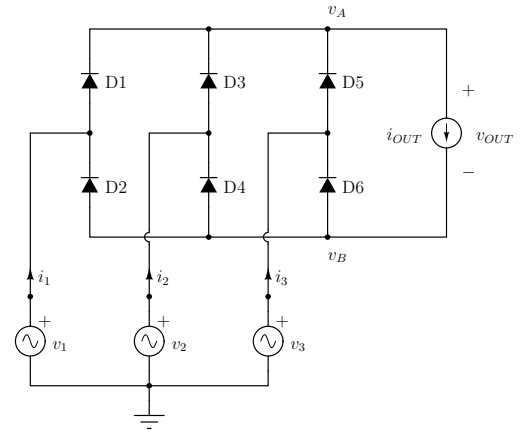 v_A
D1 D3 D5
+
i_OUT v_OUT
D2 D4 D6
−
v_B
i_1 i_2 i_3
+ + +
v_1 v_2 v_3